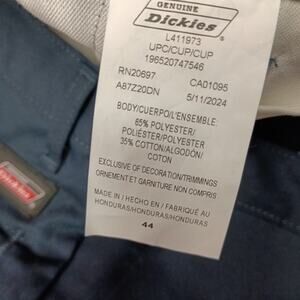 GENUINE
Dickies
L411973
UPC/CUP/CUP
196520747546
RN20697 CA01095
A87Z20DN 5/11/2024
BODY/CUERPO/L'ENSEMBLE:
65% POLYESTER/
POLIÉSTER/POLYESTER
35% COTTON/ALGODÓN/
COTON
EXCLUSIVE OF DECORATION/TRIMMINGS
ORNEMENT ET GARNITURE NON COMPRIS
MADE IN / HECHO EN / FABRIQUÉ AU
HONDURAS/HONDURAS/HONDURAS
44
Dickies